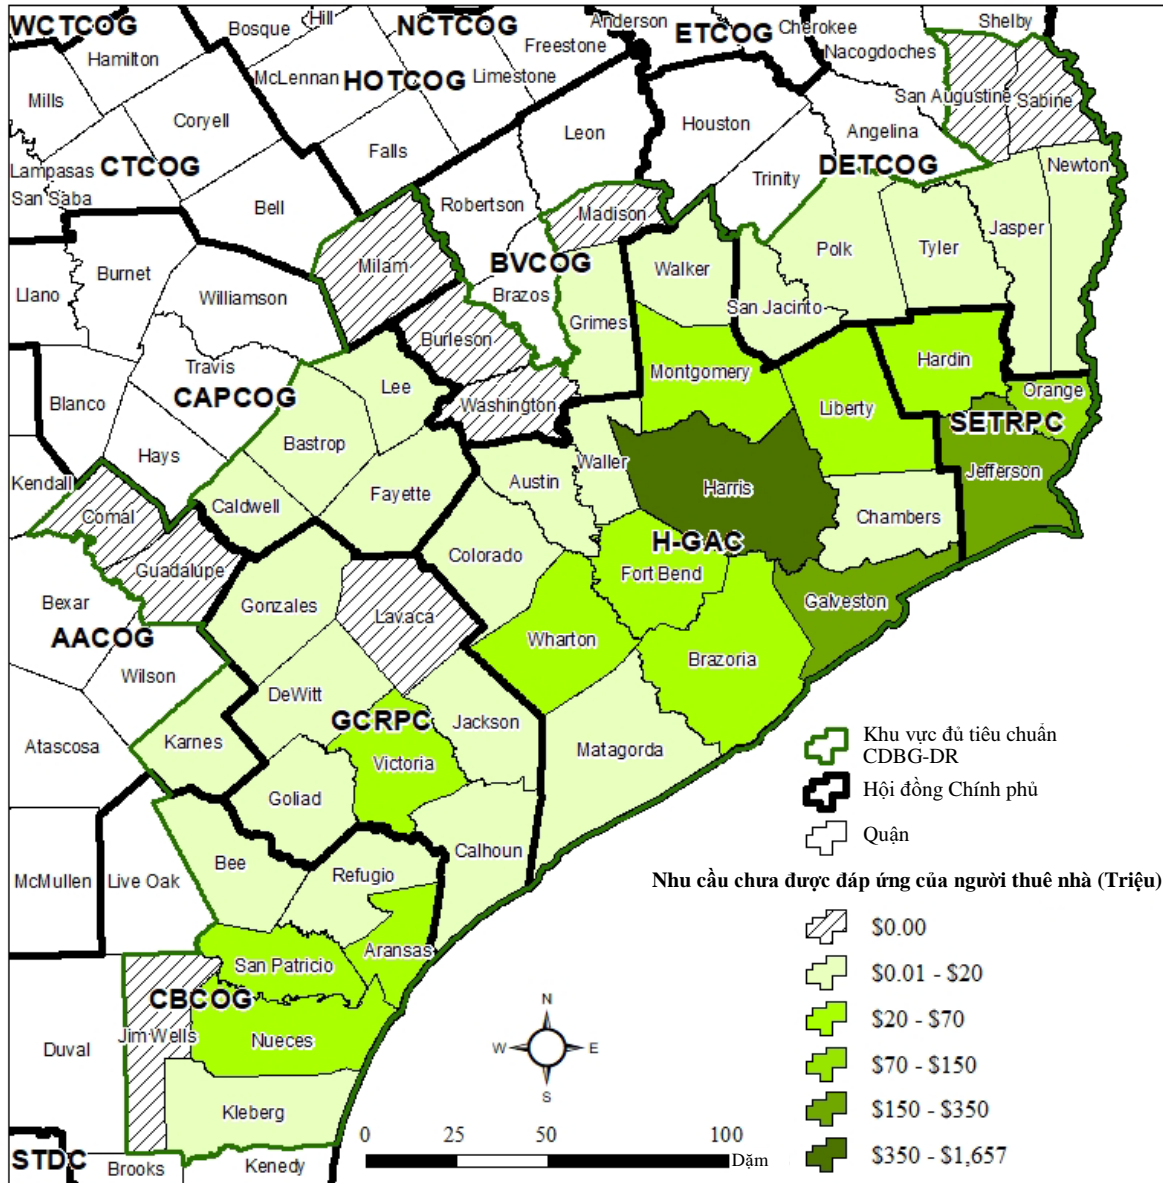 WCTCOG
Hill
Bosque
NCTCOG
Anderson
ETCOG
Cherokee
Shelby
Hamilton
Freestone
Nacogdoches
McLennan
HOTCOG
Limestone
Mills
San Augustine
Sabine
Coryell
Leon
Houston
Angelina
Falls
Lampasas
CTCOG
DETCOG
Newton
San Saba
Trinity
Bell
Robertson
Madison
Jasper
Polk
Tyler
Milam
BVCOG
Walker
Burnet
Llano
Williamson
Brazos
San Jacinto
Grimes
Burleson
Hardin
Travis
Montgomery
Lee
Orange
CAPCOG
Blanco
Washington
Liberty
SETRPC
Bastrop
Hays
Waller
Jefferson
Kendall
Austin
Fayette
Harris
Caldwell
Comal
Chambers
H-GAC
Colorado
Guadalupe
Fort Bend
Bexar
Gonzales
Galveston
Lavaca
AACOG
Wharton
Brazoria
Wilson
DeWitt
GCRPC
Jackson
Karnes
Atascosa
Matagorda
Victoria
Goliad
Calhoun
Bee
Refugio
McMullen
Live Oak
Aransas
San Patricio
CBCOG
Jim Wells
Nueces
Duval
Kleberg
STDC
Brooks
Kenedy
Khu vực đủ tiêu chuẩn
CDBG-DR
Hội đồng Chính phủ
Quận
Nhu cầu chưa được đáp ứng của người thuê nhà (Triệu)
$0.00
$0.01 - $20
$20 - $70
$70 - $150
$150 - $350
$350 - $1,657
N
W
E
S
0
25
50
100
Dặm